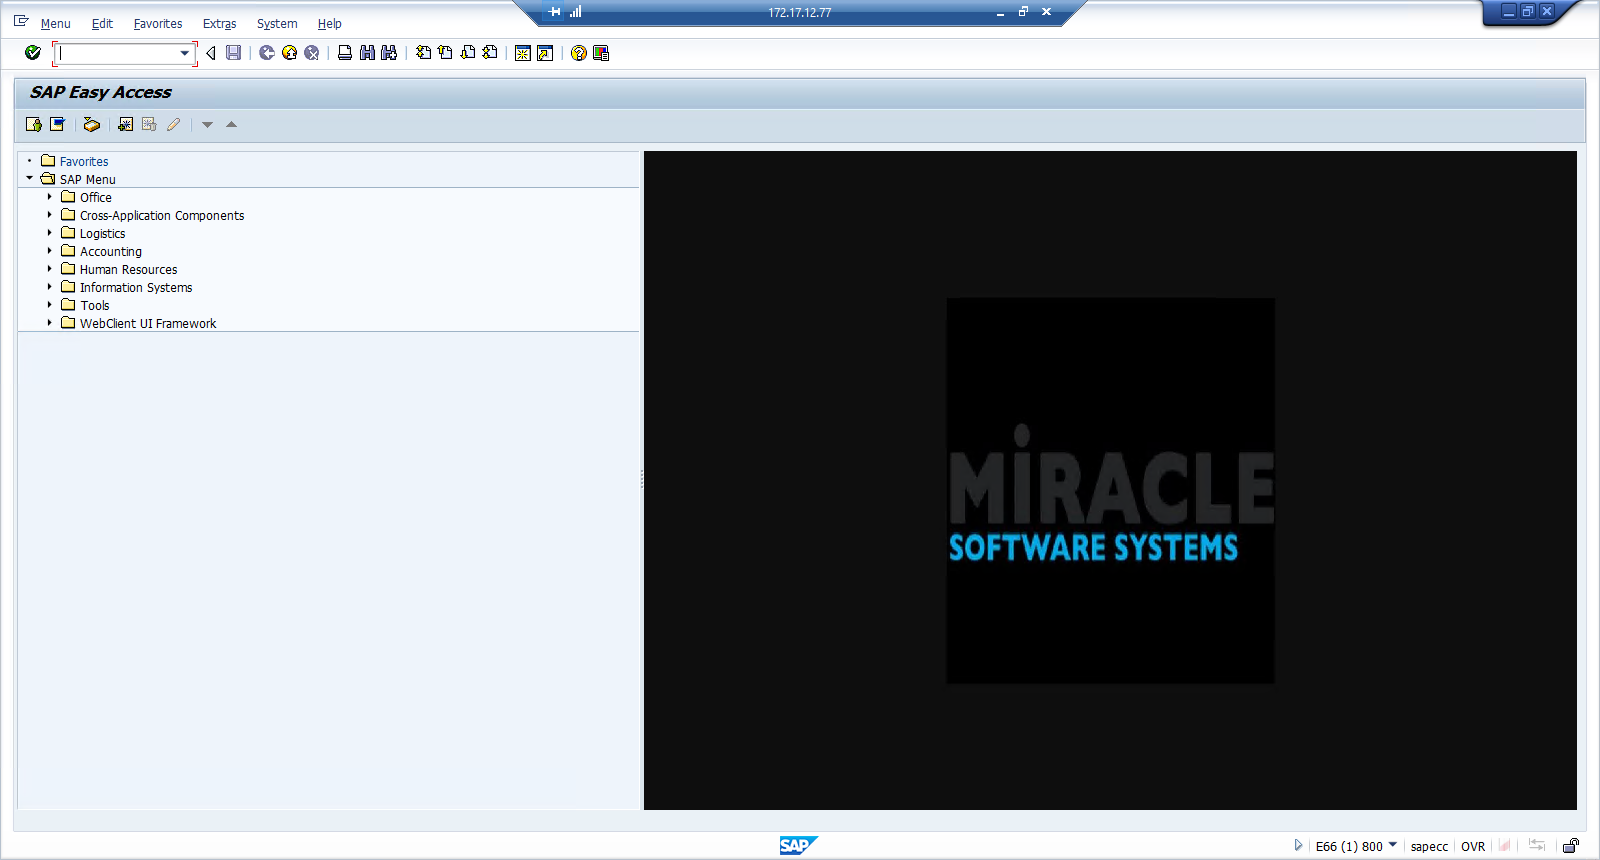 172.17.12.77
Menu Edit Favorites Extras System Help
SAP Easy Access
Favorites
SAP Menu
Office
Cross-Application Components
Logistics
Accounting
Human Resources
Information Systems
Tools
WebClient UI Framework
MiRACLE
SOFTWARE SYSTEMS
SAP
E66 (1) 800 sapecc OVR